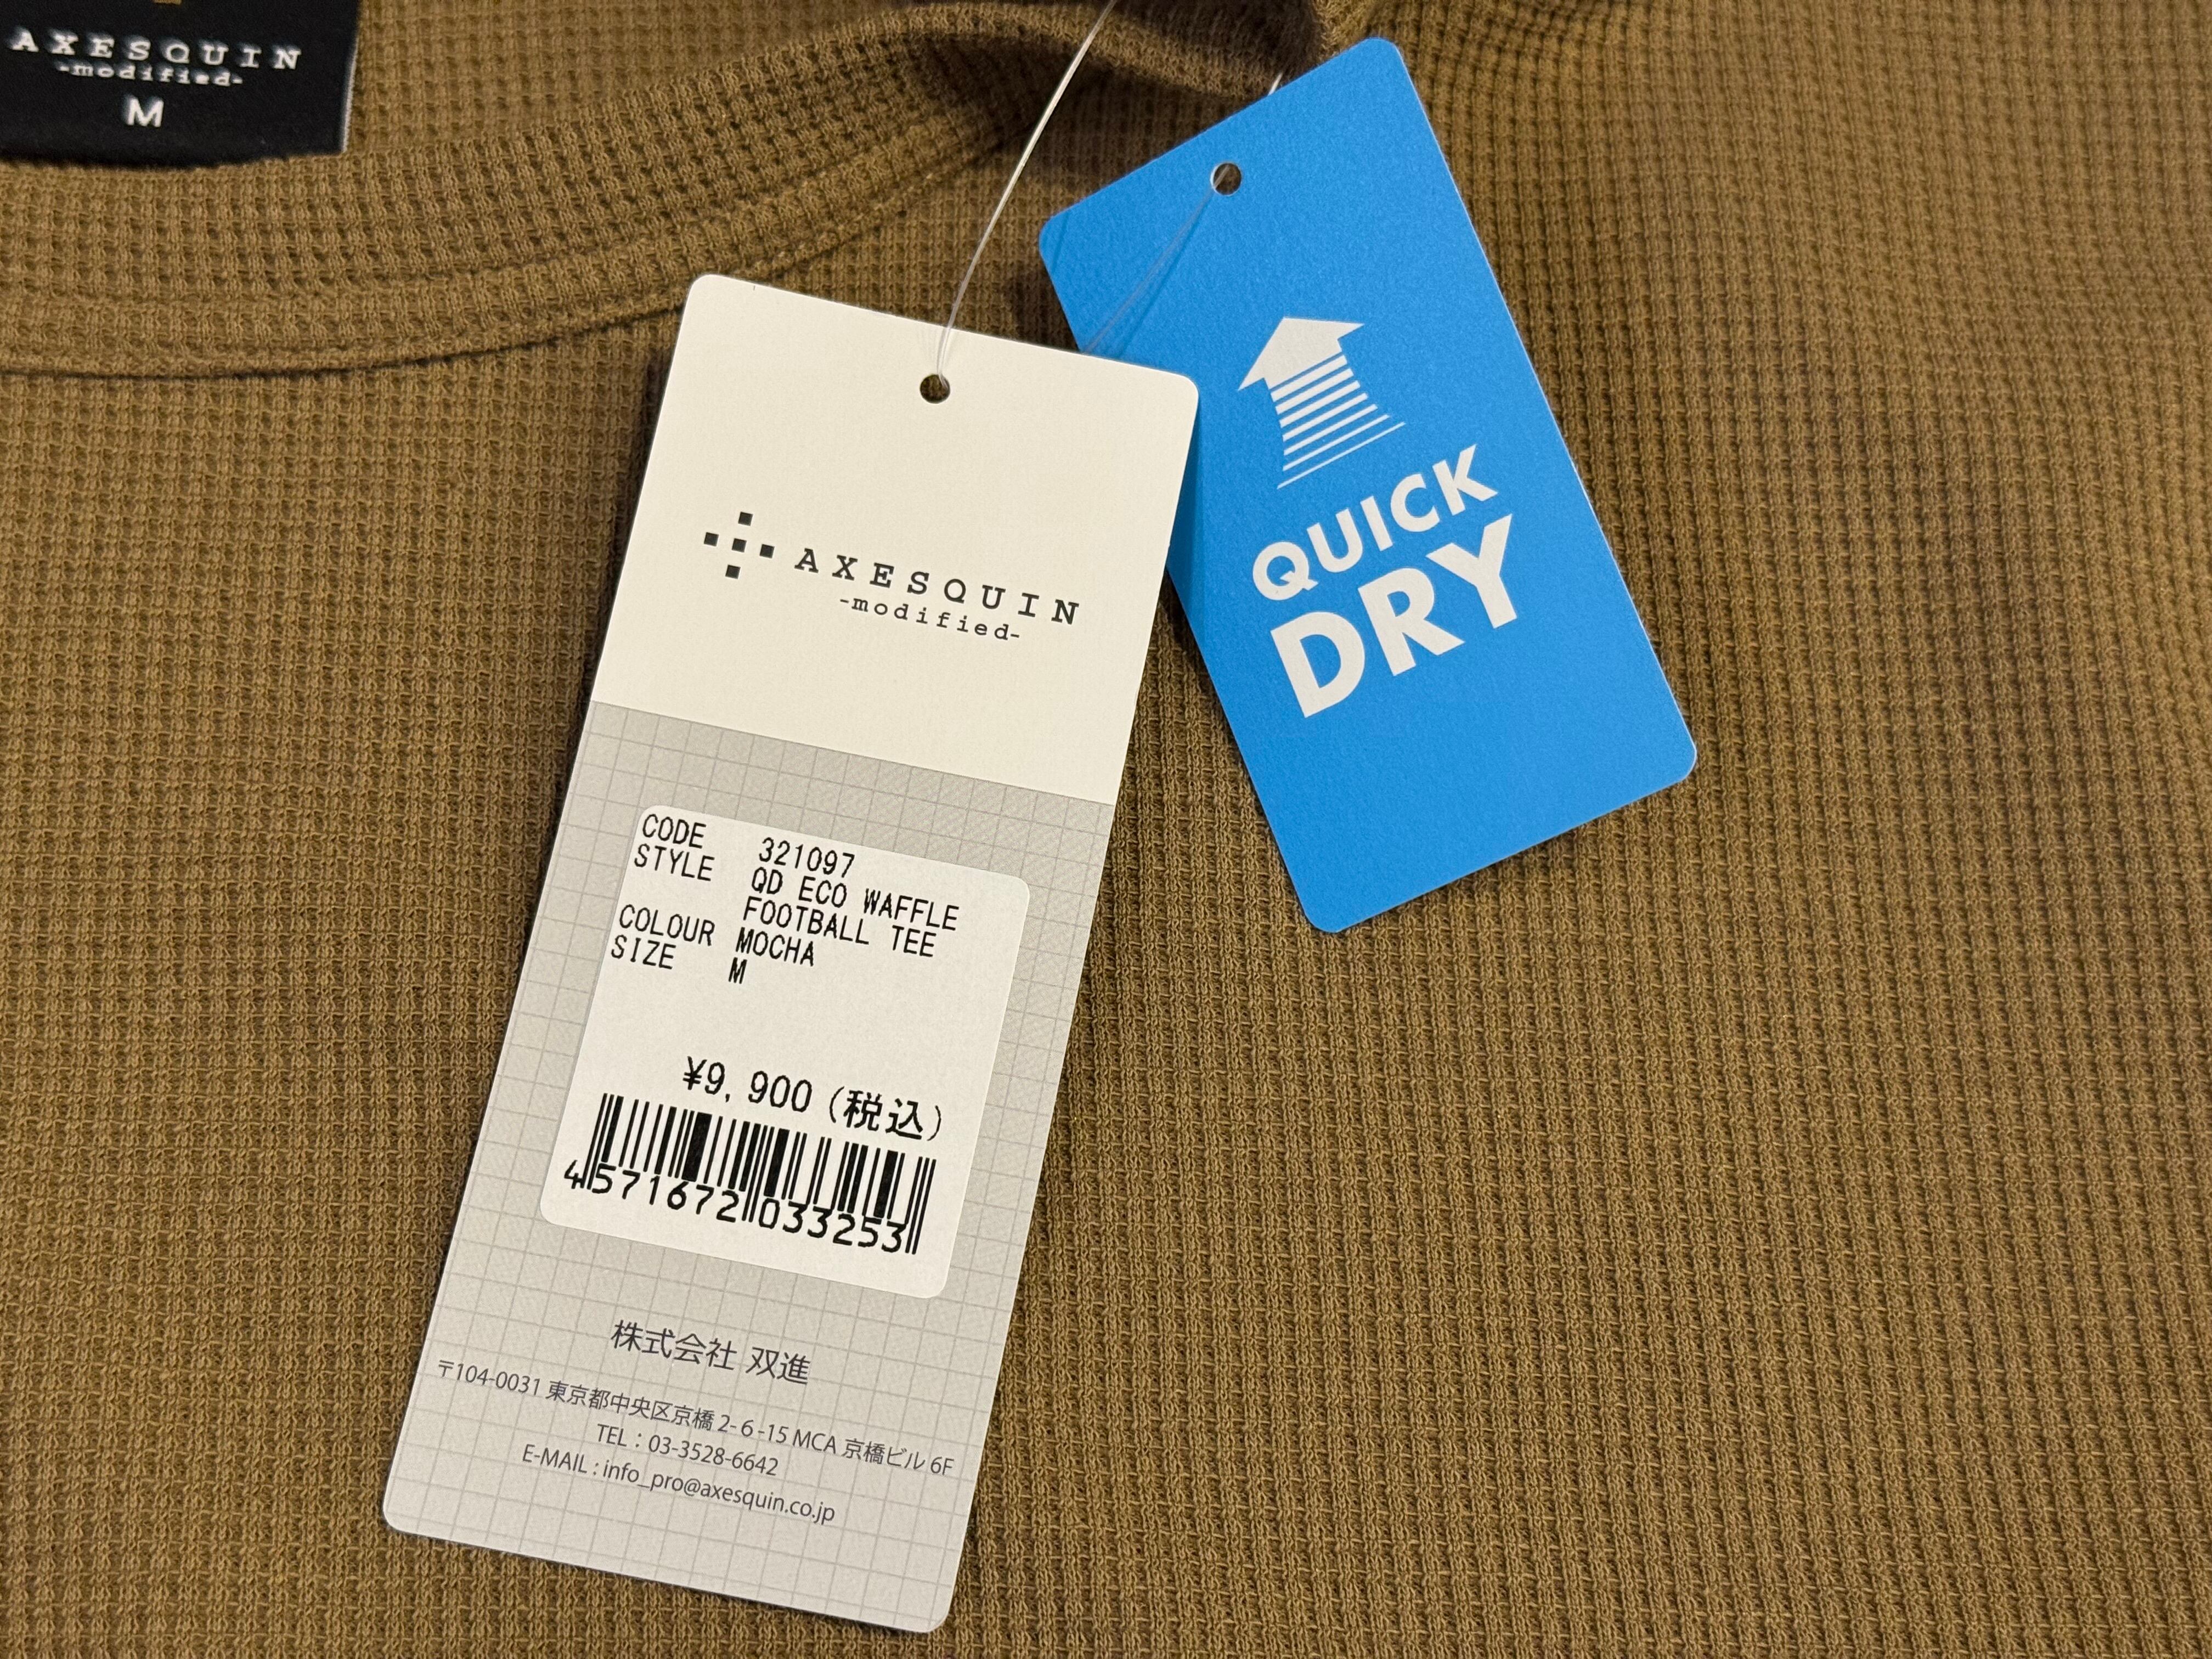 AXESQUIN
-modified-
M
QUICK
DRY
AXESQUIN
-modified-
CODE 321097
STYLE QD ECO WAFFLE
FOOTBALL TEE
COLOUR MOCHA
SIZE M
¥9,900 (税込)
4571672033253
株式会社 双進
〒104-0031 東京都中央区京橋 2-6-15 MCA 京橋ビル 6F
TEL : 03-3528-6642
E-MAIL : info_pro@axesquin.co.jp